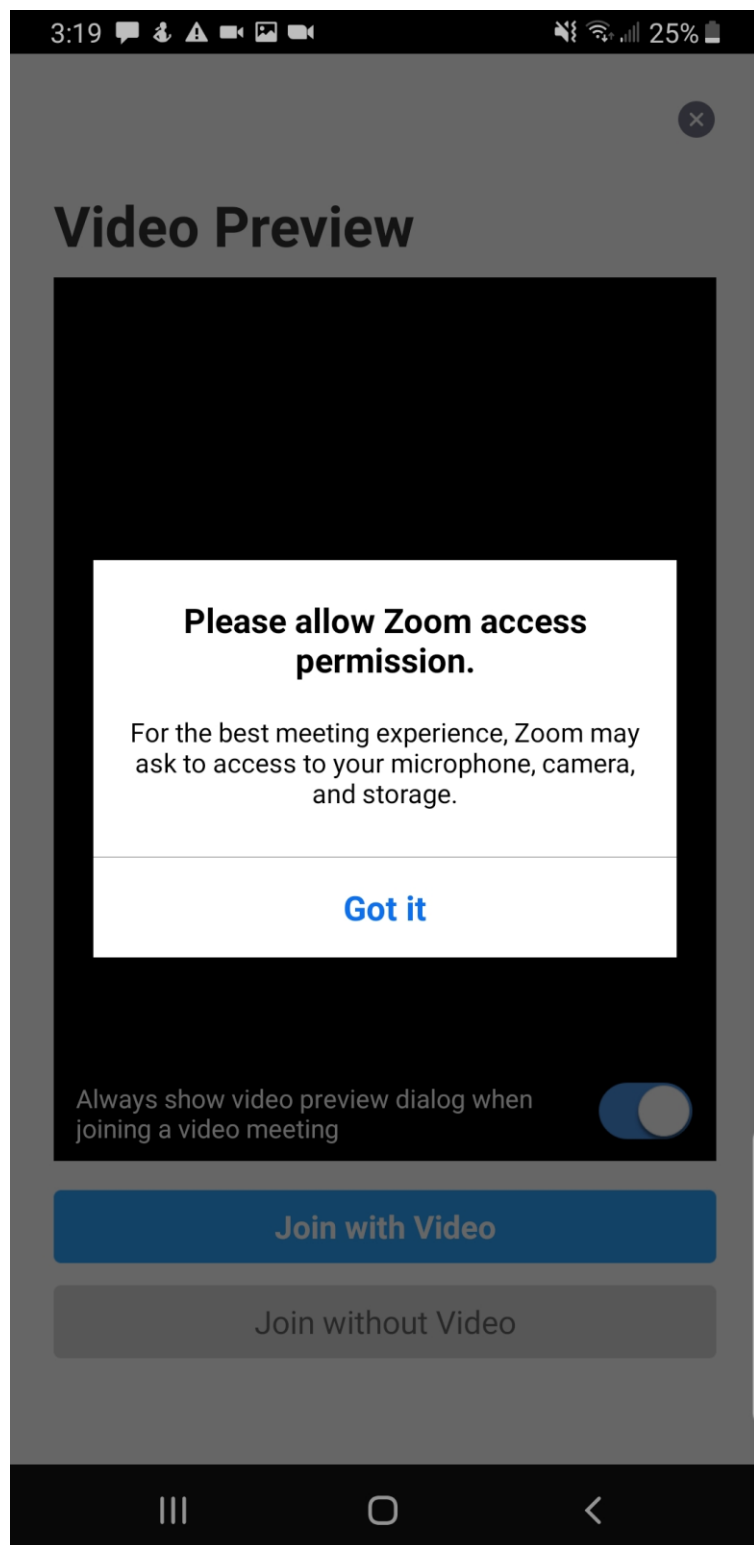 3:19 25%
Video Preview
Please allow Zoom access
permission.
For the best meeting experience, Zoom may
ask to access to your microphone, camera,
and storage.
Got it
Always show video preview dialog when
joining a video meeting
Join with Video
Join without Video